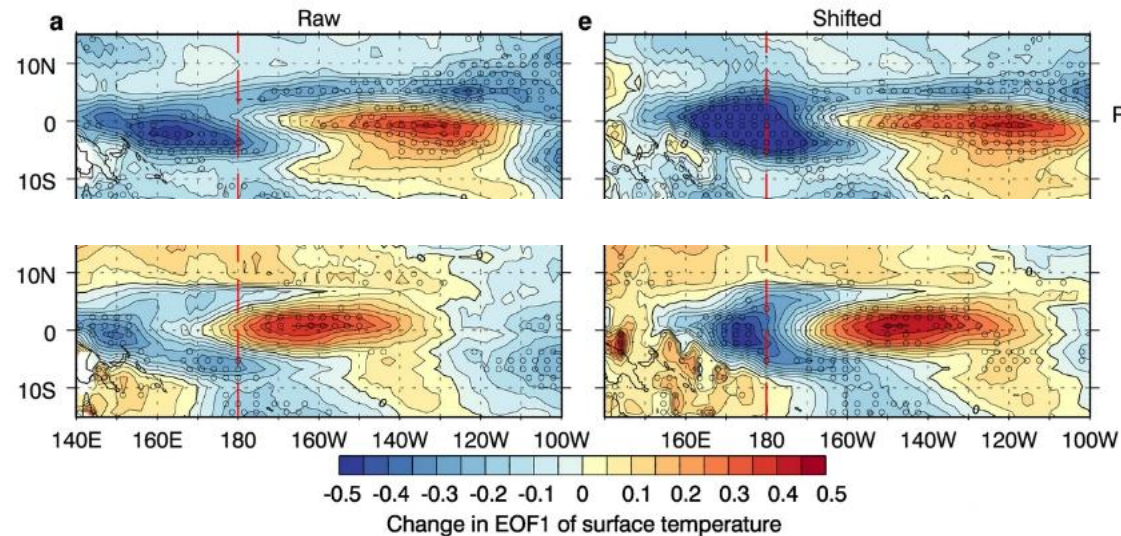 a Raw e Shifted
10N
0
10S
P
10N
0
10S
140E 160E 180 160W 140W 120W 100W 160E 180 160W 140W 120W 100W
-0.5 -0.4 -0.3 -0.2 -0.1 0 0.1 0.2 0.3 0.4 0.5
Change in EOF1 of surface temperature